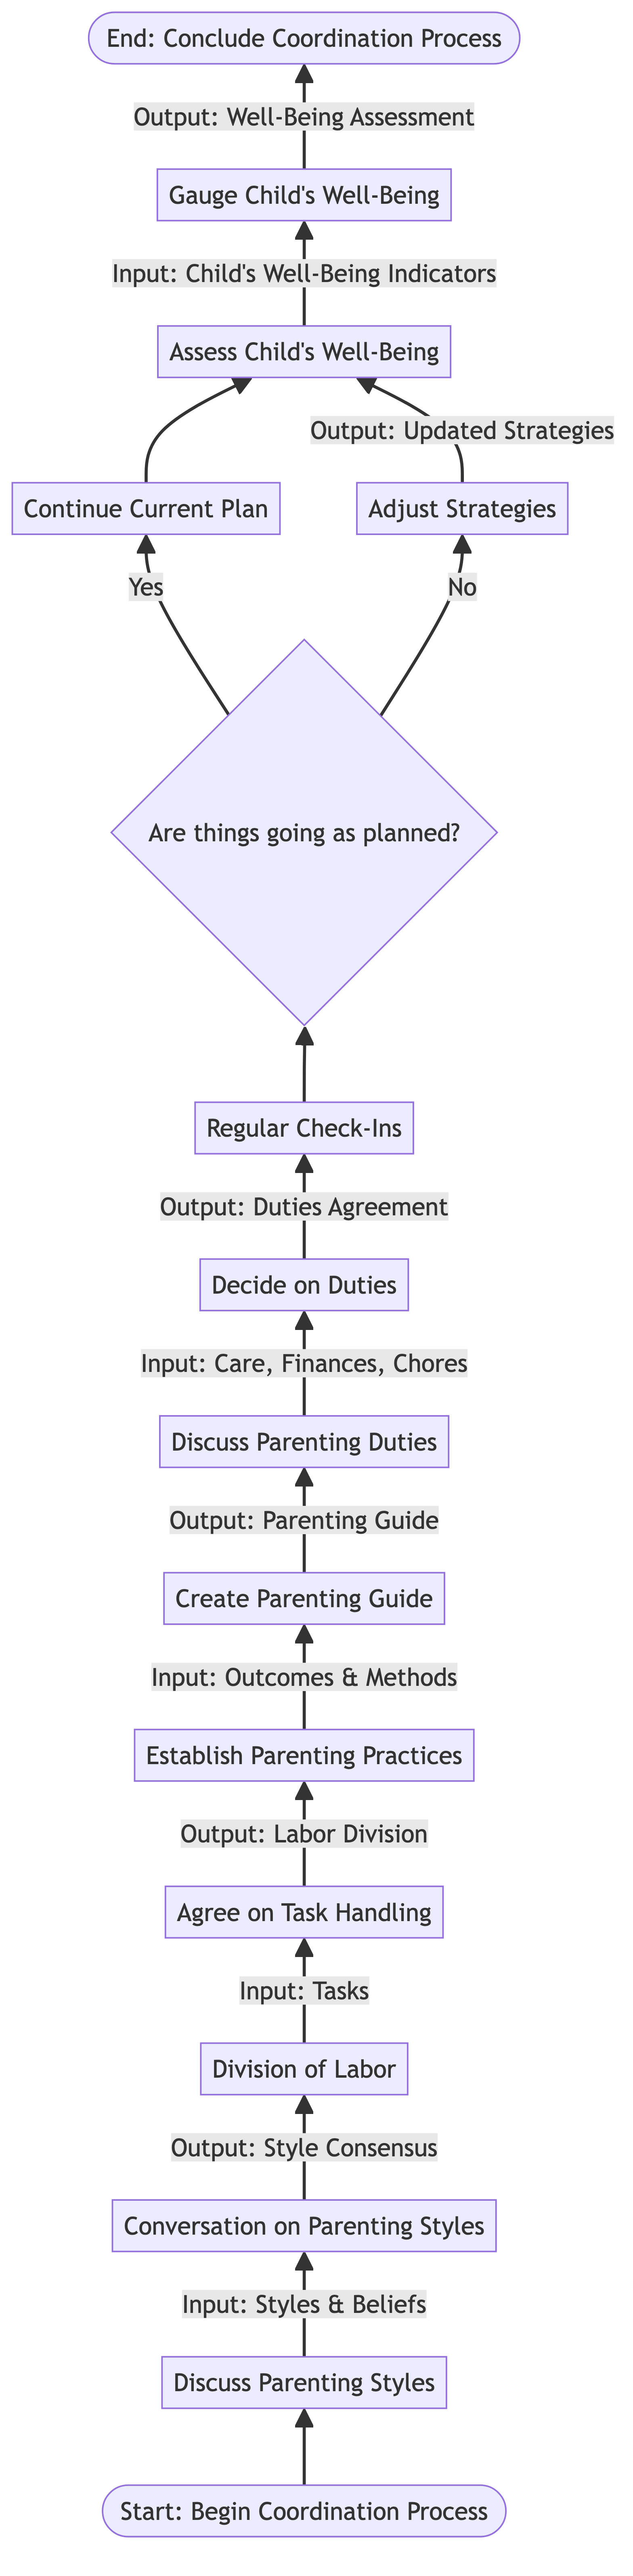 End: Conclude Coordination Process
Output: Well-Being Assessment
Gauge Child's Well-Being
Input: Child's Well-Being Indicators
Assess Child's Well-Being
Output: Updated Strategies
Continue Current Plan
Adjust Strategies
Yes
No
Are things going as planned?
Regular Check-Ins
Output: Duties Agreement
Decide on Duties
Input: Care, Finances, Chores
Discuss Parenting Duties
Output: Parenting Guide
Create Parenting Guide
Input: Outcomes & Methods
Establish Parenting Practices
Output: Labor Division
Agree on Task Handling
Input: Tasks
Division of Labor
Output: Style Consensus
Conversation on Parenting Styles
Input: Styles & Beliefs
Discuss Parenting Styles
Start: Begin Coordination Process